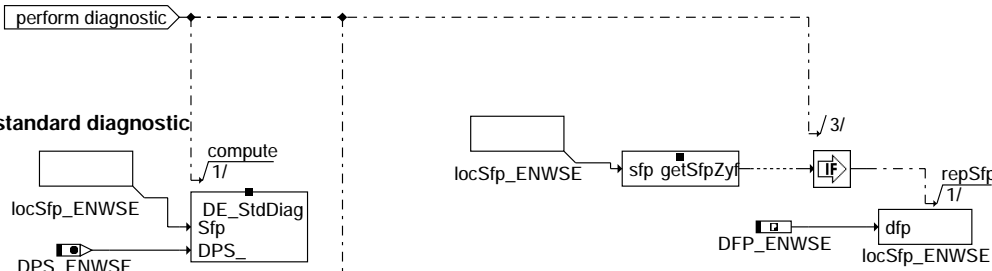 perform diagnostic
3/
standard diagnostic
compute
1/
locSfp_ENWSE
sfp getSfpZyf
IF
repSfp
1/
locSfp_ENWSE
DE_StdDiag
Sfp
DPS_
DPS_ENWSE
DFP_ENWSE
dfp
locSfp_ENWSE